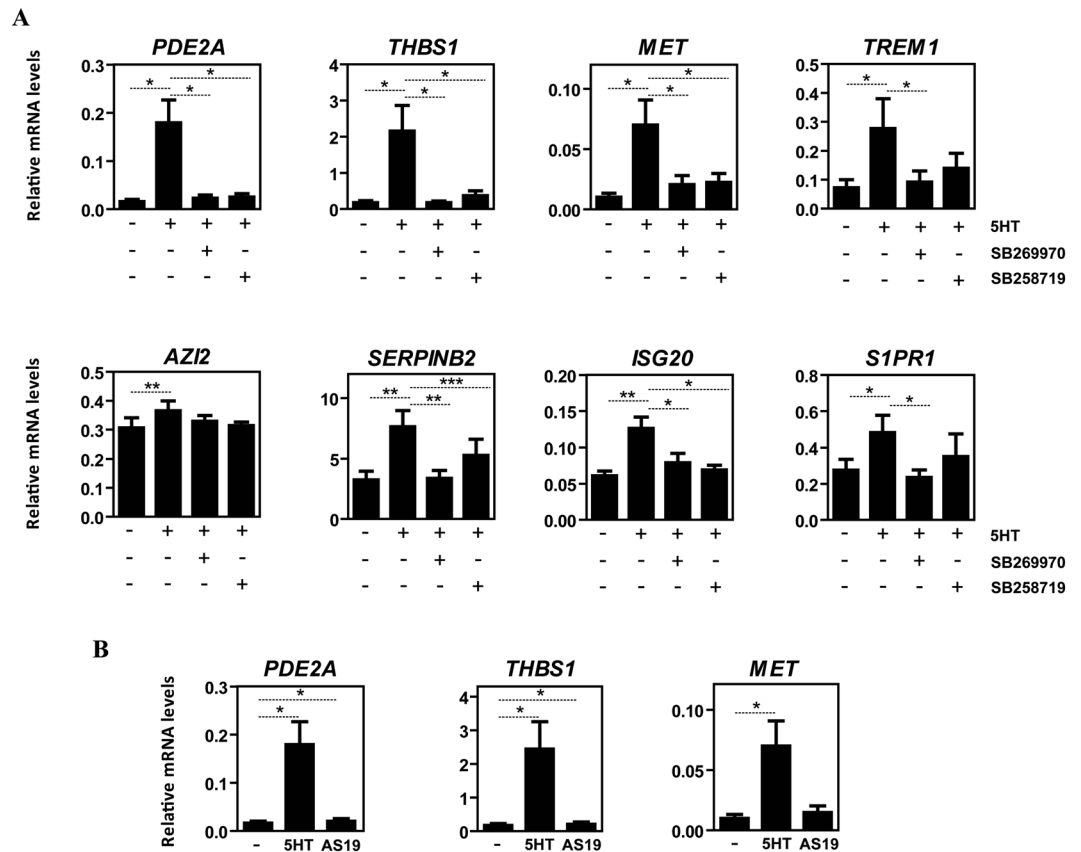 A
PDE2A THBS1 MET TREM1
Relative mRNA levels
0.3 4 0.10 0.5
3 0.4
0.2 2 0.3
0.05 0.2
0.1 1 0.1
0.0 0 0.00 0.0
* * * * * * * * * * *
- + + + - + + + - + + + - + + + 5HT
- - + - - - + - - - + - - - + - SB269970
- - - + - - - + - - - + - - - + SB258719
AZI2 SERPINB2 ISG20 S1PR1
Relative mRNA levels
0.5 10 0.20 0.8
0.4 0.15 0.6
0.3 5 0.10 0.4
0.2 0.05 0.2
0.1
0.0 0 0.00 0.0
** ** ** *** ** * * * *
- + + + - + + + - + + + - + + + 5HT
- - + - - - + - - - + - - - + - SB269970
- - - + - - - + - - - + - - - + SB258719
B
PDE2A THBS1 MET
Relative mRNA levels
0.3 4 0.10
0.2 3
2 0.05
0.1 1
0.0 0 0.00
* * * * *
- 5HT AS19 - 5HT AS19 - 5HT AS19